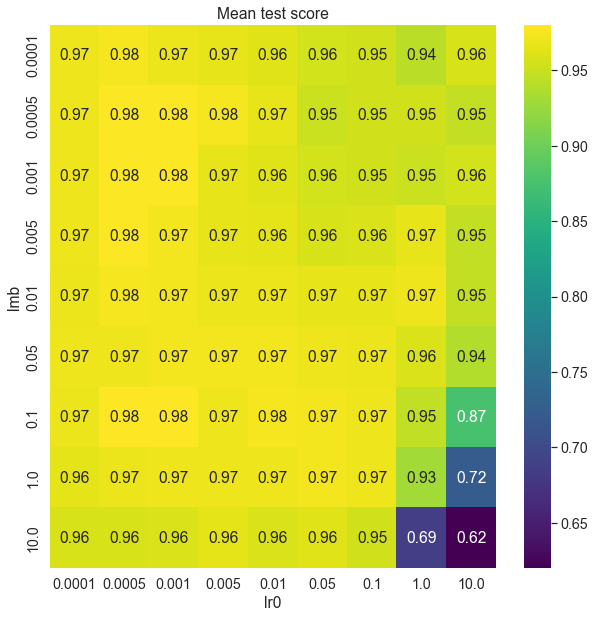 Mean test score
0.0001 0.97 0.98 0.97 0.97 0.96 0.96 0.95 0.94 0.96
0.0005 0.97 0.98 0.98 0.98 0.97 0.95 0.95 0.95 0.95
0.001 0.97 0.98 0.98 0.97 0.96 0.96 0.95 0.95 0.96
0.005 0.97 0.98 0.97 0.97 0.96 0.96 0.96 0.97 0.95
0.01 0.97 0.98 0.97 0.97 0.97 0.97 0.97 0.97 0.95
0.05 0.97 0.97 0.97 0.97 0.97 0.97 0.97 0.96 0.94
0.1 0.97 0.98 0.98 0.97 0.98 0.97 0.97 0.95 0.87
1.0 0.96 0.97 0.97 0.97 0.97 0.97 0.97 0.93 0.72
10.0 0.96 0.96 0.96 0.96 0.96 0.96 0.95 0.69 0.62
lmb
0.0001 0.0005 0.001 0.005 0.01 0.05 0.1 1.0 10.0
lr0
0.95
0.90
0.85
0.80
0.75
0.70
0.65